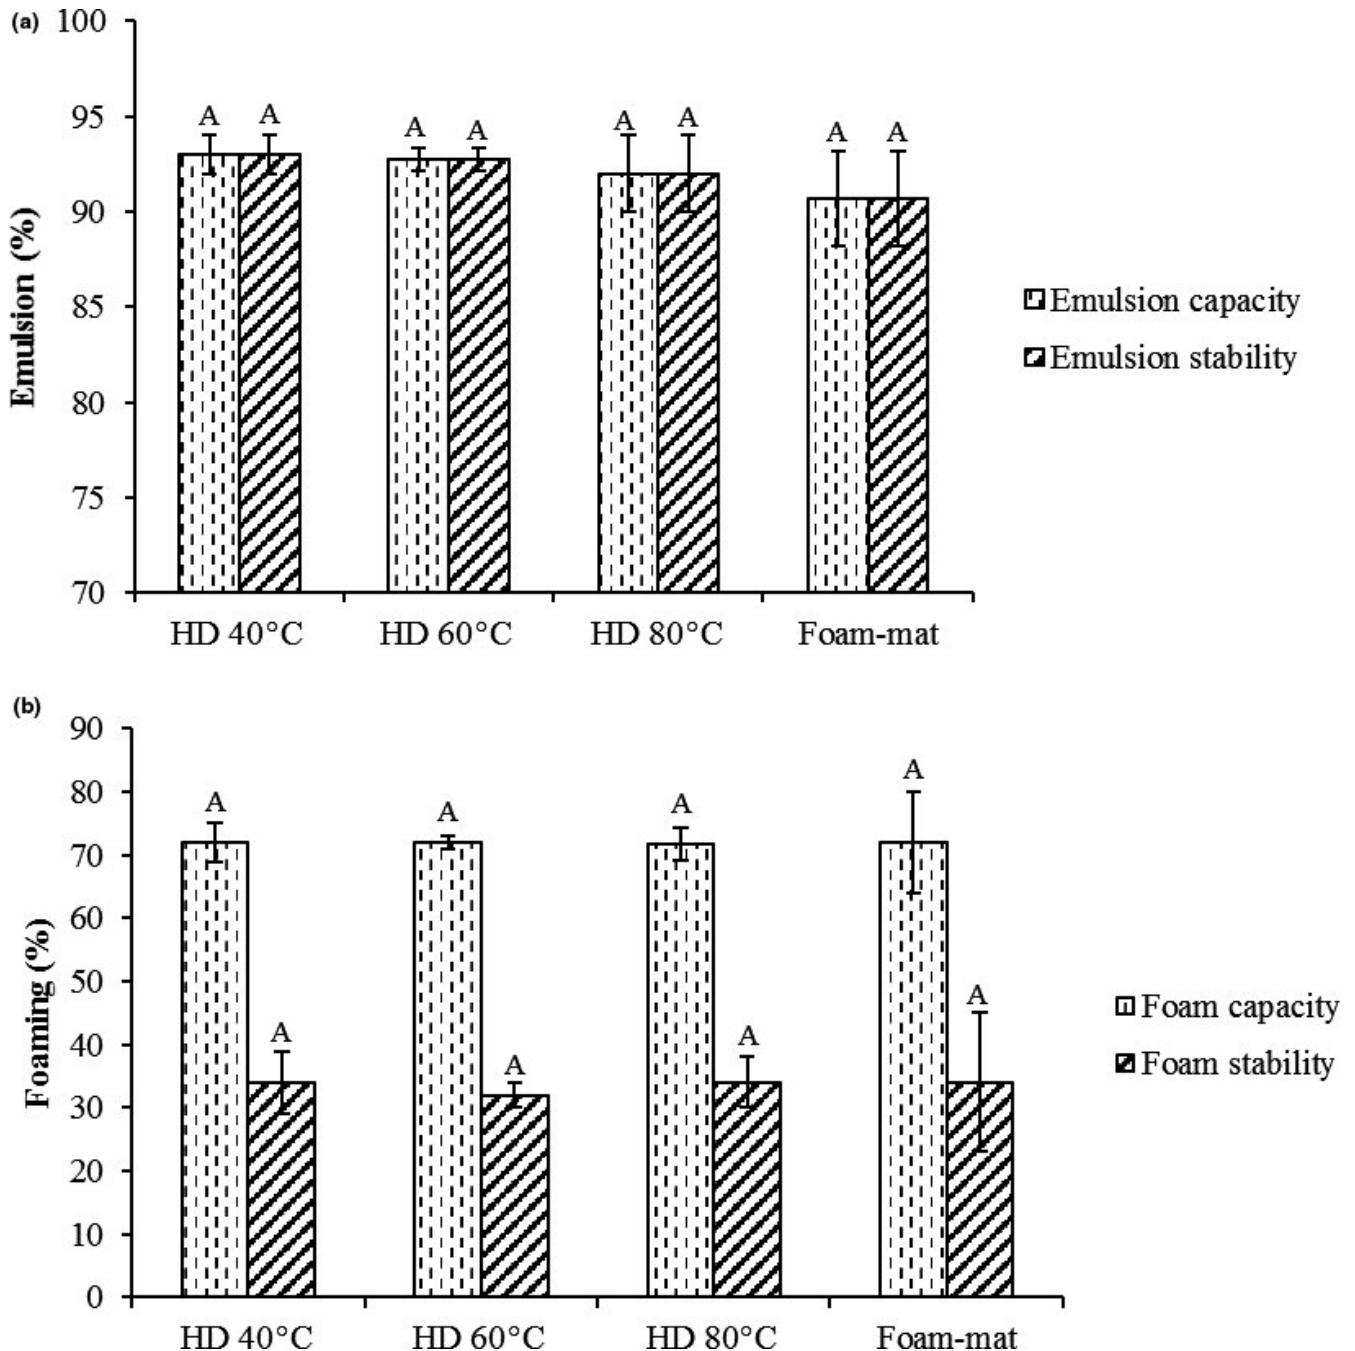 (a)
Emulsion (%)
100
95
90
85
80
75
70
A A A A A A A A
HD 40°C HD 60°C HD 80°C Foam-mat
Emulsion capacity
Emulsion stability
(b)
Foaming (%)
90
80
70
60
50
40
30
20
10
0
A A A A A A A A
HD 40°C HD 60°C HD 80°C Foam-mat
Foam capacity
Foam stability